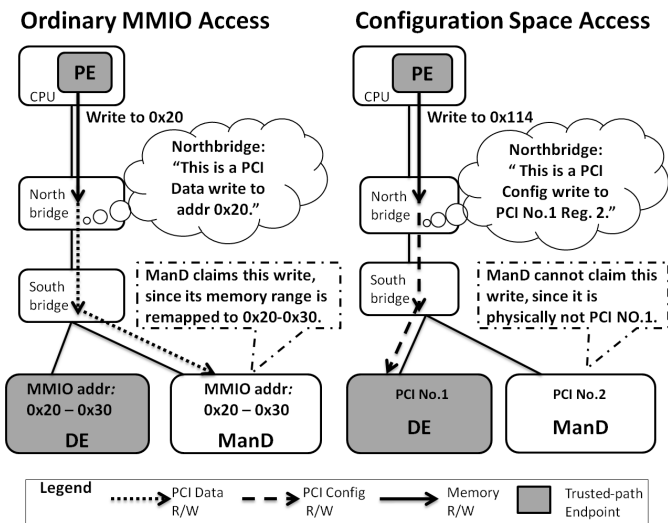 Ordinary MMIO Access
PE
CPU
Write to 0x20
Northbridge:
“This is a PCI
Data write to
addr 0x20.”
North
bridge
South
bridge
ManD claims this write,
since its memory range is
remapped to 0x20-0x30.
MMIO addr:
0x20 – 0x30
DE
MMIO addr:
0x20 – 0x30
ManD
Configuration Space Access
PE
CPU
Write to 0x114
Northbridge:
“ This is a PCI
Config write to
PCI No.1 Reg. 2.”
North
bridge
South
bridge
ManD cannot claim this
write, since it is
physically not PCI NO.1.
PCI No.1
DE
PCI No.2
ManD
Legend
PCI Data
R/W
PCI Config
R/W
Memory
R/W
Trusted-path
Endpoint